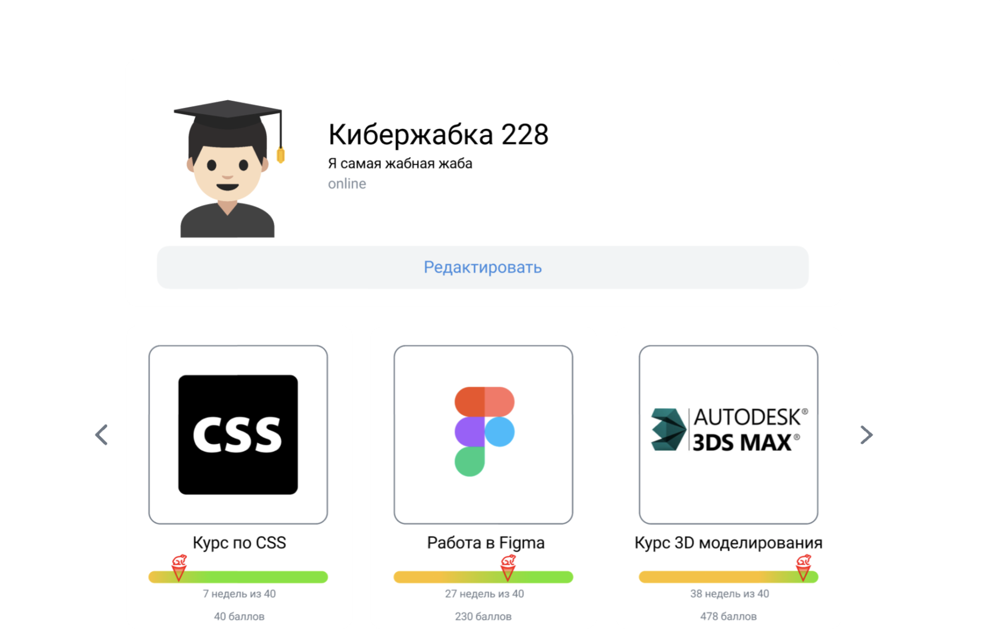 Кибержабка 228
Я самая жабная жаба
online
Редактировать
CSS
AUTODESK®
3DS MAX®
Курс по CSS
Работа в Figma
Курс 3D моделирования
7 недель из 40
27 недель из 40
38 недель из 40
40 баллов
230 баллов
478 баллов